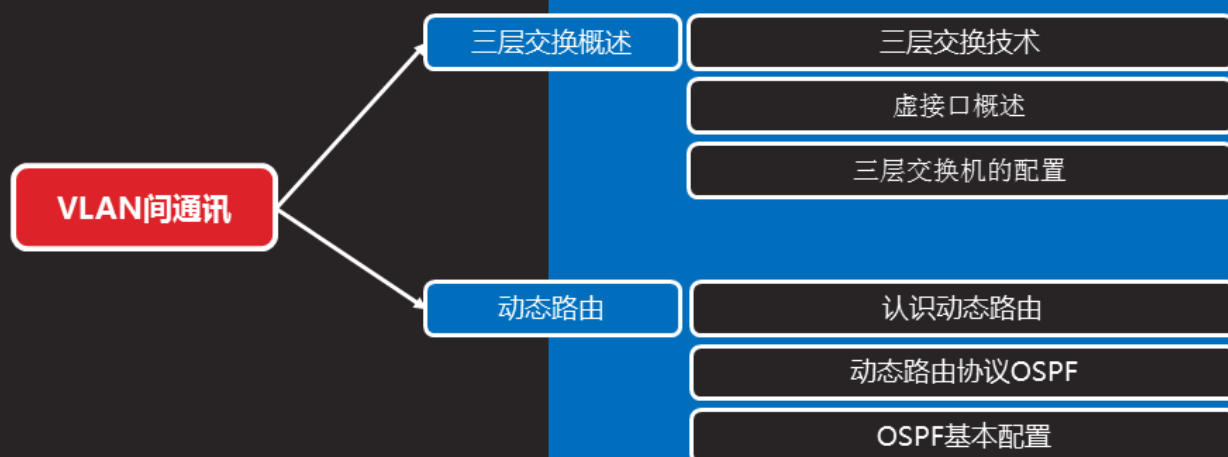 VLAN间通讯
三层交换概述
三层交换技术
虚接口概述
三层交换机的配置
动态路由
认识动态路由
动态路由协议OSPF
OSPF基本配置